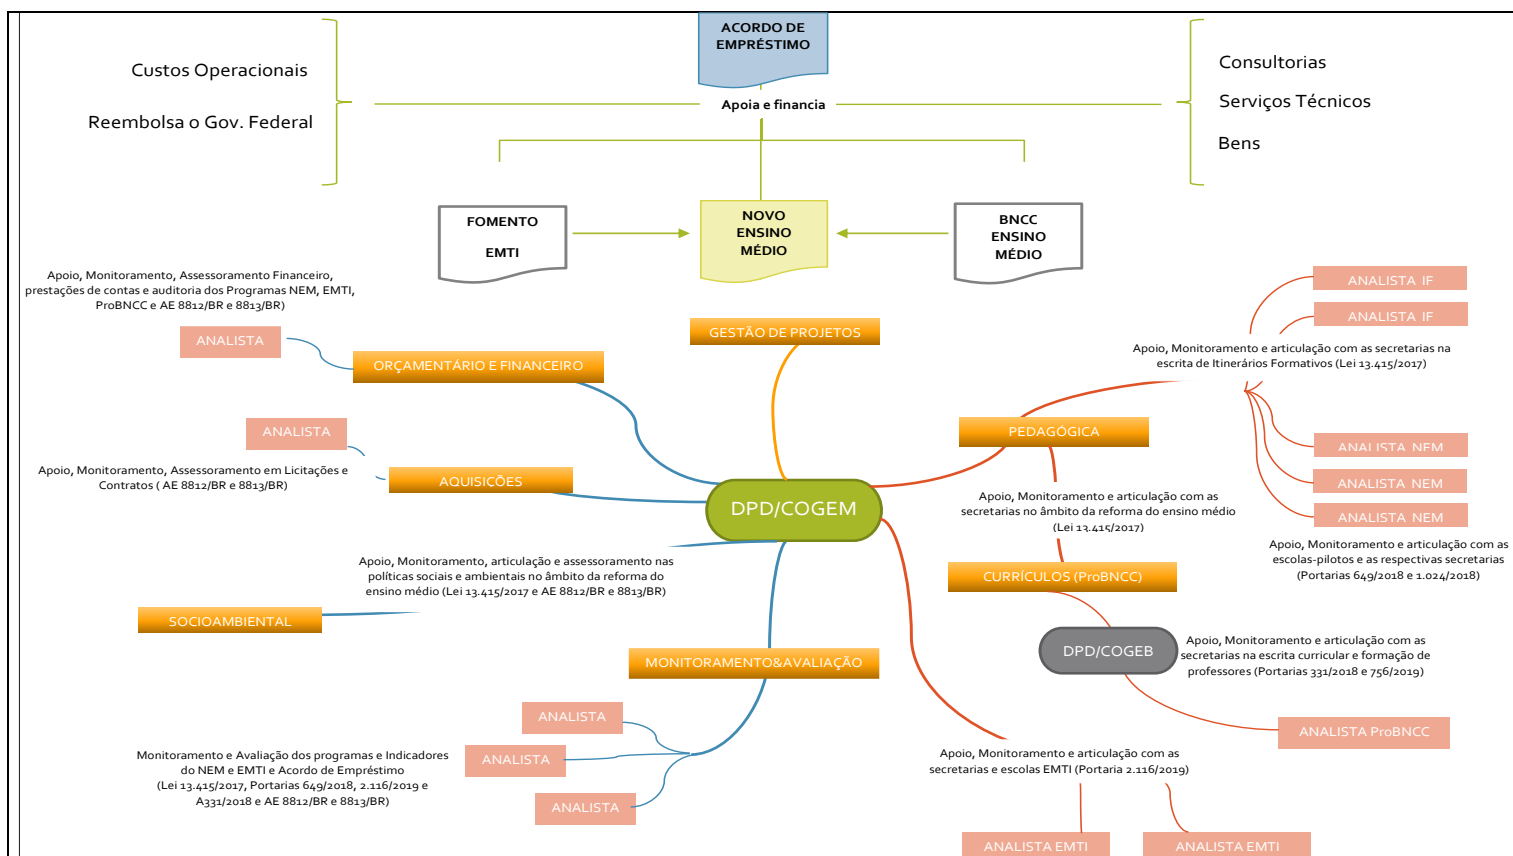 ACORDO DE
EMPRÉSTIMO
Custos Operacionais
Reembolsa o Gov. Federal
Apoia e financia
Consultorias
Serviços Técnicos
Bens
FOMENTO
EMTI
NOVO
ENSINO
MÉDIO
BNCC
ENSINO
MÉDIO
Apoio, Monitoramento, Assessoramento Financeiro,
prestações de contas e auditoria dos Programas NEM, EMTI,
ProBNCC e AE 8812/BR e 8813/BR)
ANALISTA
ORÇAMENTÁRIO E FINANCEIRO
GESTÃO DE PROJETOS
ANALISTA IF
ANALISTA IF
Apoio, Monitoramento e articulação com as secretarias na
escrita de Itinerários Formativos (Lei 13.415/2017)
ANALISTA
Apoio, Monitoramento, Assessoramento em Licitações e
Contratos ( AE 8812/BR e 8813/BR)
AQUISIÇÕES
PEDAGÓGICA
ANALISTA NEM
ANALISTA NEM
ANALISTA NEM
Apoio, Monitoramento e articulação com as
escolas-pilotos e as respectivas secretarias
(Portarias 649/2018 e 1.024/2018)
DPD/COGEM
Apoio, Monitoramento e articulação com as
secretarias no âmbito da reforma do ensino médio
(Lei 13.415/2017)
Apoio, Monitoramento, articulação e assessoramento nas
políticas sociais e ambientais no âmbito da reforma do
ensino médio (Lei 13.415/2017 e AE 8812/BR e 8813/BR)
SOCIOAMBIENTAL
CURRÍCULOS (ProBNCC)
DPD/COGEB
Apoio, Monitoramento e articulação com as
secretarias na escrita curricular e formação de
professores (Portarias 331/2018 e 756/2019)
MONITORAMENTO&AVALIAÇÃO
ANALISTA
ANALISTA
ANALISTA
Monitoramento e Avaliação dos programas e Indicadores
do NEM e EMTI e Acordo de Empréstimo
(Lei 13.415/2017, Portarias 649/2018, 2.116/2019 e
A331/2018 e AE 8812/BR e 8813/BR)
ANALISTA ProBNCC
Apoio, Monitoramento e articulação com as
secretarias e escolas EMTI (Portaria 2.116/2019)
ANALISTA EMTI
ANALISTA EMTI